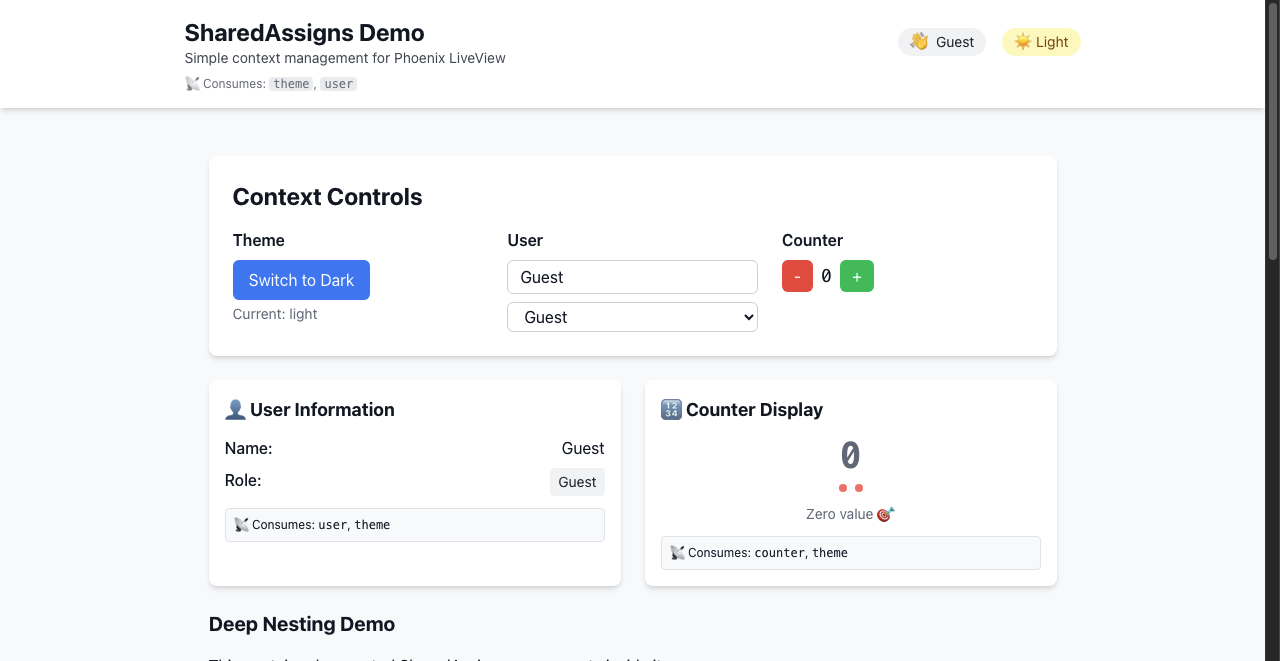 SharedAssigns Demo
Simple context management for Phoenix LiveView
📡 Consumes: theme, user
👋 Guest
☀️ Light
Context Controls
Theme
User
Counter
Switch to Dark
Guest
- 0 +
Current: light
Guest
👤 User Information
Name: Guest
Role: Guest
📡 Consumes: user, theme
🔢 Counter Display
0
Zero value 🎯
📡 Consumes: counter, theme
Deep Nesting Demo